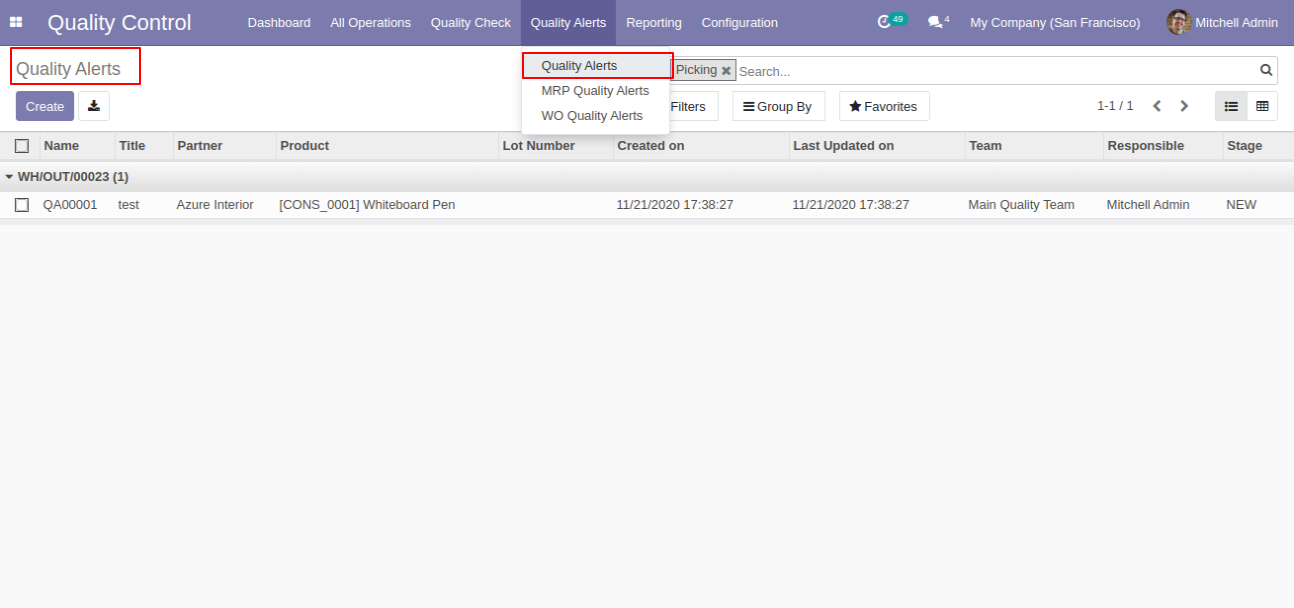 Quality Control Dashboard All Operations Quality Check Quality Alerts Reporting Configuration 49 4 My Company (San Francisco) Mitchell Admin
Quality Alerts
Quality Alerts
MRP Quality Alerts
WO Quality Alerts
Picking Search...
Create Filters Group By Favorites 1-1 / 1
Name Title Partner Product Lot Number Created on Last Updated on Team Responsible Stage
WH/OUT/00023 (1)
QA00001 test Azure Interior [CONS_0001] Whiteboard Pen 11/21/2020 17:38:27 11/21/2020 17:38:27 Main Quality Team Mitchell Admin NEW